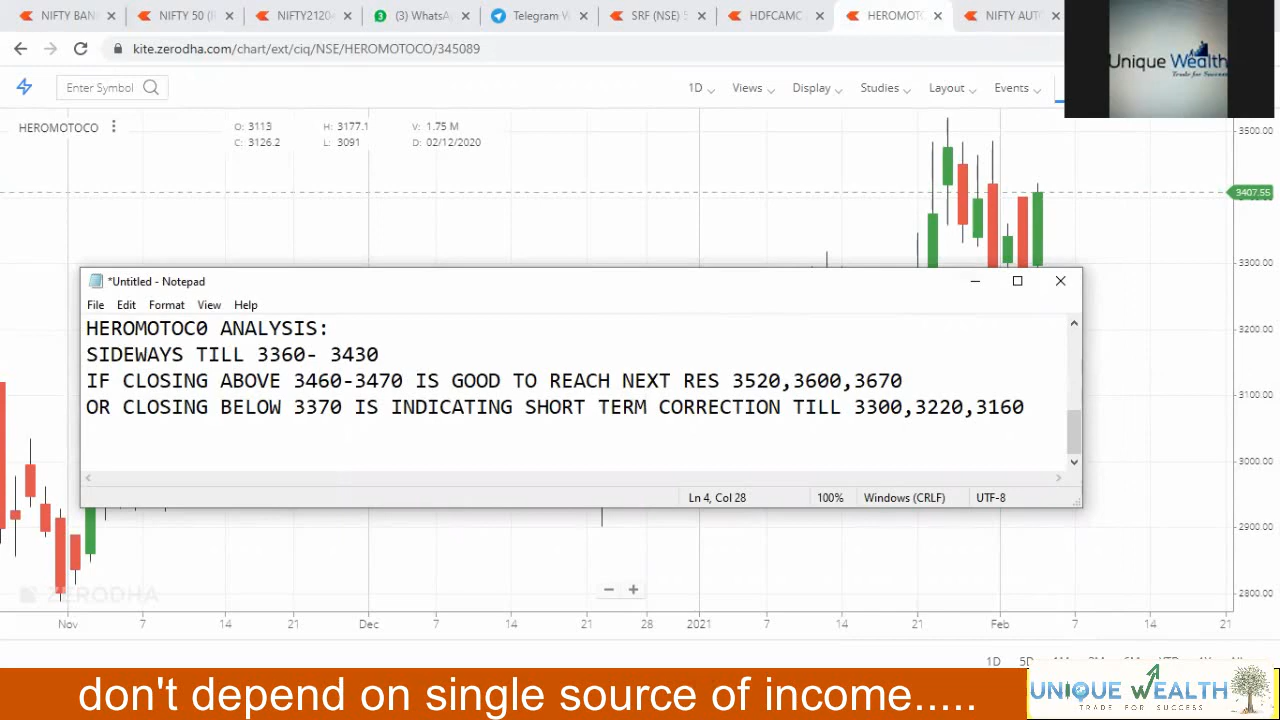 NIFTY BAN
NIFTY 50 (
NIFTY2120
(3) WhatsA
Telegram
SRF (NSE)
HDFCAMC
HEROMOT
NIFTY AUT
kite.zerodha.com/chart/ext/ciq/NSE/HEROMOTOCO/345089
Unique Wealth
Trade for Success
Enter Symbol
1D
Views
Display
Studies
Layout
Events
HEROMOTOCO
O: 3113
H: 3177.1
V: 1.75 M
C: 3126.2
L: 3091
D: 02/12/2020
3500.00
3407.55
3300.00
*Untitled - Notepad
File Edit Format View Help
HEROMOTOC0 ANALYSIS:
SIDEWAYS TILL 3360- 3430
IF CLOSING ABOVE 3460-3470 IS GOOD TO REACH NEXT RES 3520,3600,3670
OR CLOSING BELOW 3370 IS INDICATING SHORT TERM CORRECTION TILL 3300,3220,3160
Ln 4, Col 28
100%
Windows (CRLF)
UTF-8
3200.00
3100.00
3000.00
2900.00
2800.00
ZERODHA
Nov 7 14 21 Dec 7 14 21 28 2021 7 14 21 Feb 7 14 21
1D
don't depend on single source of income.....
UNIQUE WEALTH
TRADE FOR SUCCESS